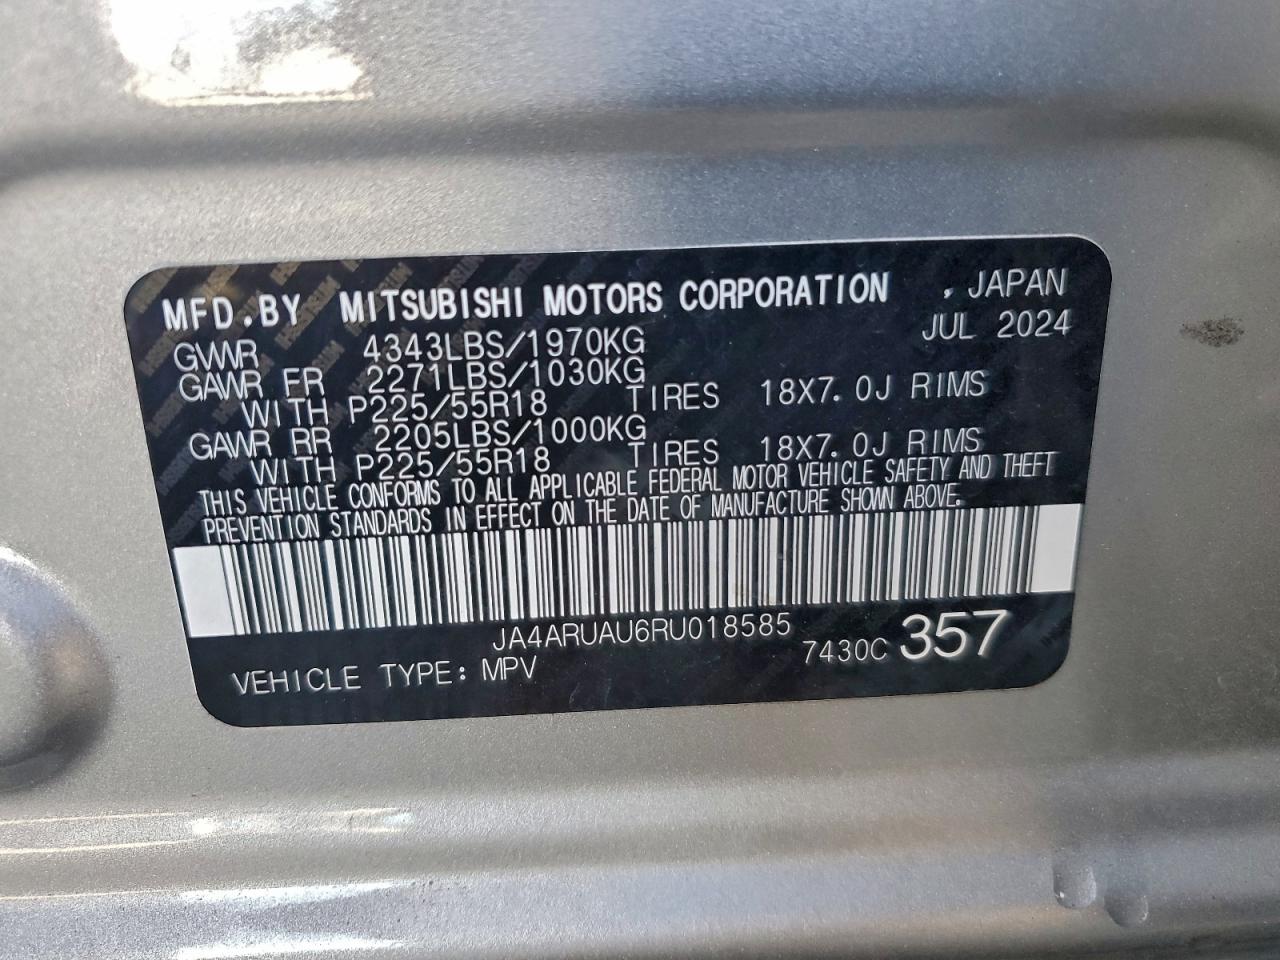 MFD.BY MITSUBISHI MOTORS CORPORATION , JAPAN
JUL 2024
GVWR 4343LBS/1970KG
GAWR FR 2271LBS/1030KG
WITH P225/55R18 TIRES 18X7.0J RIMS
GAWR RR 2205LBS/1000KG
WITH P225/55R18 TIRES 18X7.0J RIMS
THIS VEHICLE CONFORMS TO ALL APPLICABLE FEDERAL MOTOR VEHICLE SAFETY AND THEFT
PREVENTION STANDARDS IN EFFECT ON THE DATE OF MANUFACTURE SHOWN ABOVE.
JA4ARUAU6RU018585
7430C 357
VEHICLE TYPE: MPV